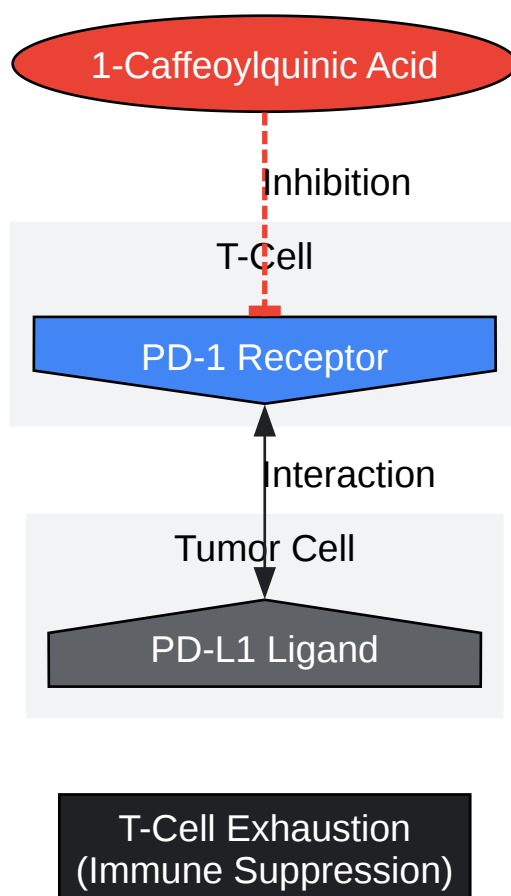 1-Caffeoylquinic Acid
Inhibition
T-Cell
PD-1 Receptor
Interaction
Tumor Cell
PD-L1 Ligand
T-Cell Exhaustion
(Immune Suppression)